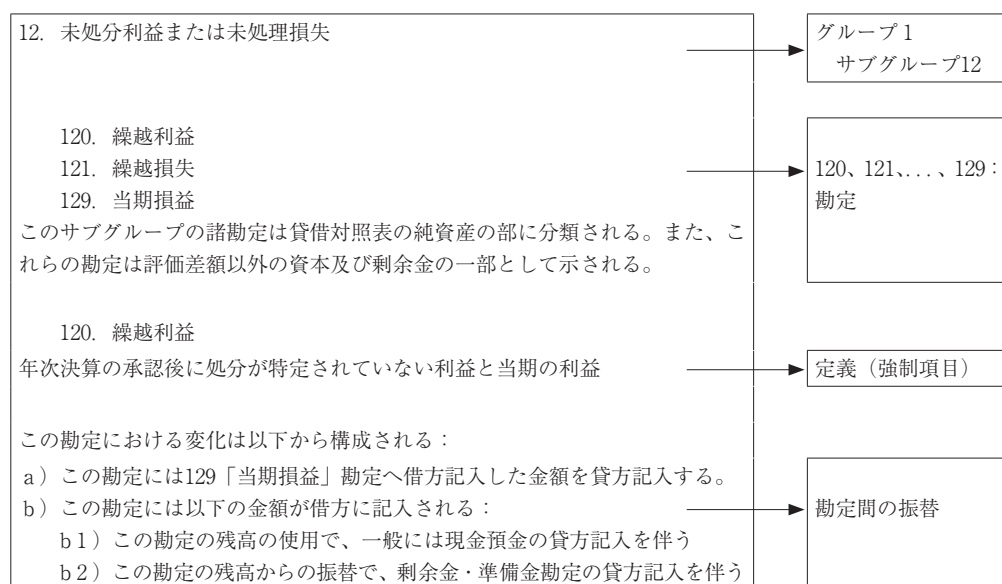 12. 未処分利益または未処理損失
グループ1
サブグループ12
120. 繰越利益
121. 繰越損失
129. 当期損益
120、121、...、129：
勘定
このサブグループの諸勘定は貸借対照表の純資産の部に分類される。また、こ
れらの勘定は評価差額以外の資本及び剰余金の一部として示される。
120. 繰越利益
年次決算の承認後に処分が特定されていない利益と当期の利益
定義（強制項目）
この勘定における変化は以下から構成される：
a）この勘定には129「当期損益」勘定へ借方記入した金額を貸方記入する。
b）この勘定には以下の金額が借方に記入される：
勘定間の振替
b1）この勘定の残高の使用で、一般には現金預金の貸方記入を伴う
b2）この勘定の残高からの振替で、剰余金・準備金勘定の貸方記入を伴う